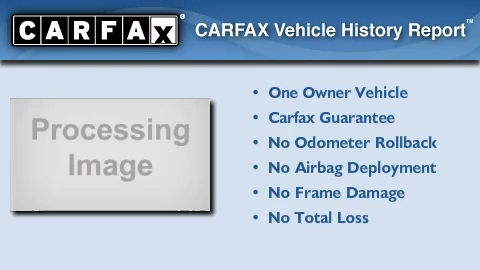 CARFAX® CARFAX Vehicle History Report™
Processing
Image
• One Owner Vehicle
• Carfax Guarantee
• No Odometer Rollback
• No Airbag Deployment
• No Frame Damage
• No Total Loss